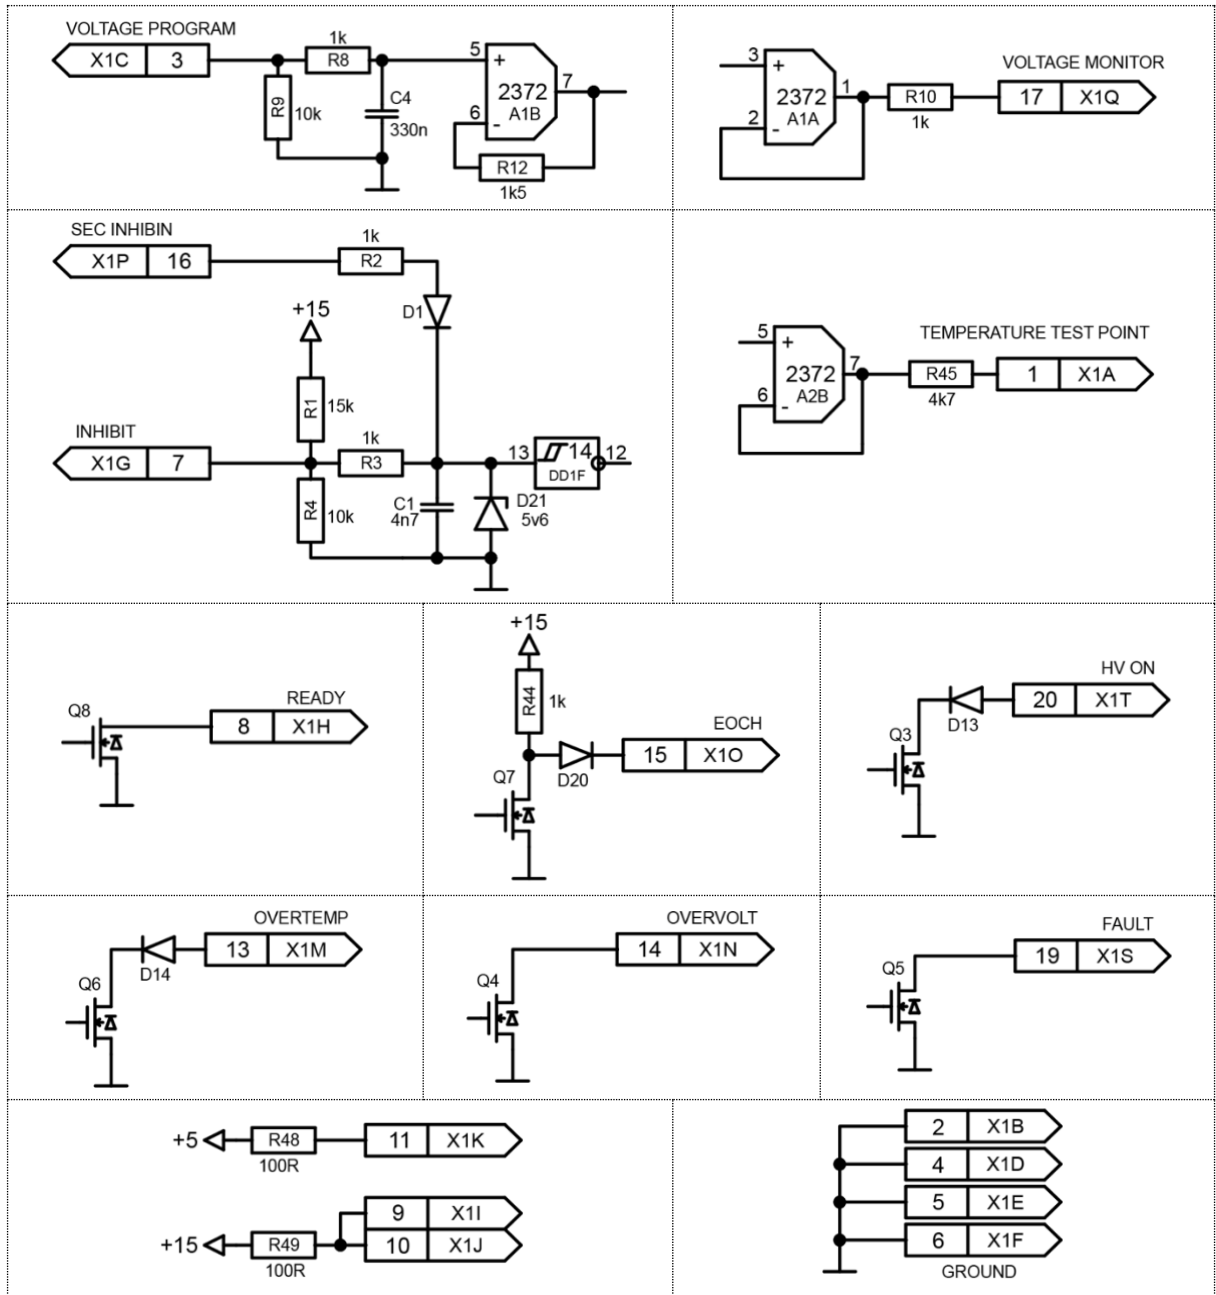 VOLTAGE PROGRAM
X1C 3
1k
R8
R9
10k
C4
330n
5 +
2372
A1B
7
6 -
R12
1k5
3 +
2372
A1A
1
2 -
R10
1k
VOLTAGE MONITOR
17 X1Q
SEC INHIBIN
X1P 16
1k
R2
D1
+15
R1
15k
INHIBIT
X1G 7
1k
R3
R4
10k
C1
4n7
D21
5v6
13
14
DD1F
12
5 +
2372
A2B
7
6 -
R45
4k7
TEMPERATURE TEST POINT
1 X1A
Q8
READY
8 X1H
+15
R44
1k
Q7
D20
EOCH
15 X1O
Q3
D13
HV ON
20 X1T
Q6
D14
OVERTEMP
13 X1M
Q4
OVERVOLT
14 X1N
Q5
FAULT
19 X1S
+5
R48
100R
11 X1K
+15
R49
100R
9 X1I
10 X1J
2 X1B
4 X1D
5 X1E
6 X1F
GROUND